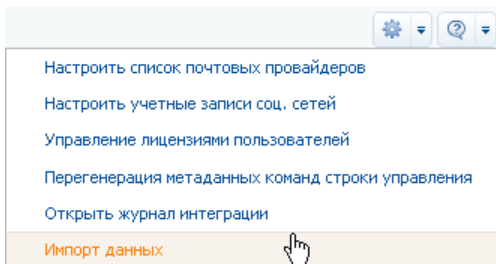 Настроить список почтовых провайдеров
Настроить учетные записи соц. сетей
Управление лицензиями пользователей
Перегенерация метаданных команд строки управления
Открыть журнал интеграции
Импорт данных